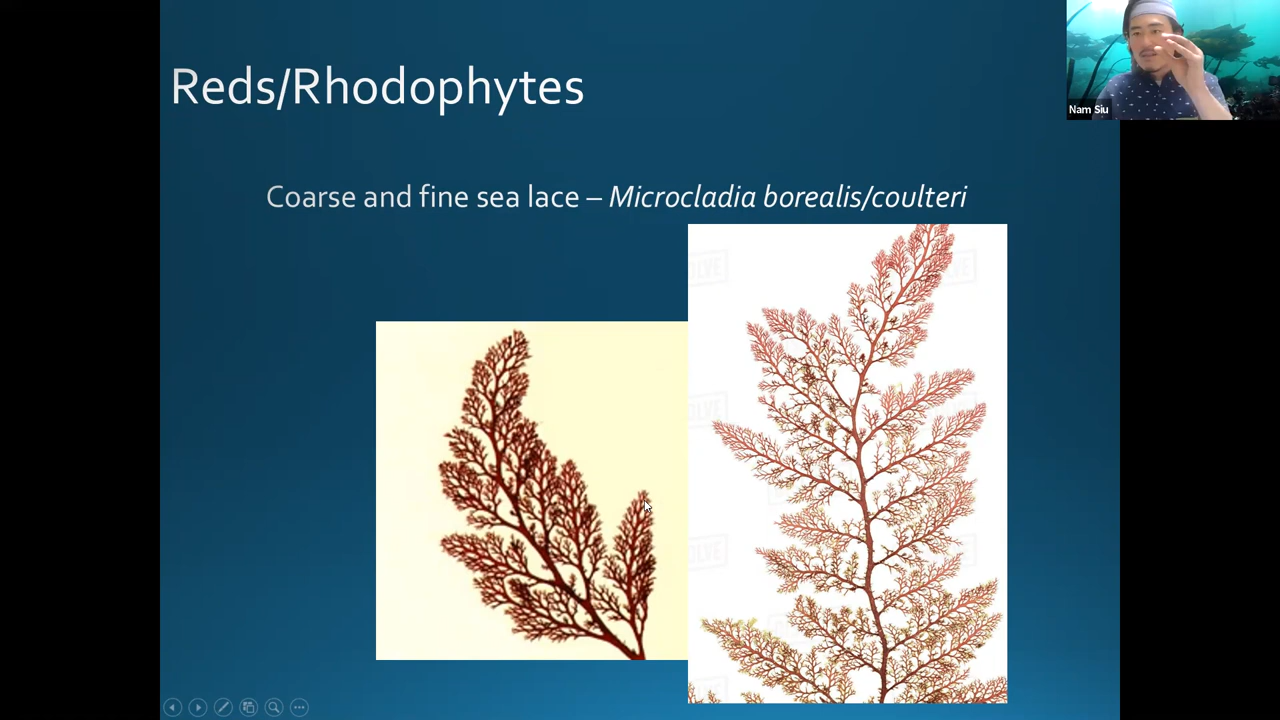 Reds/Rhodophytes
Nam Siu
Coarse and fine sea lace – Microcladia borealis/coulteri